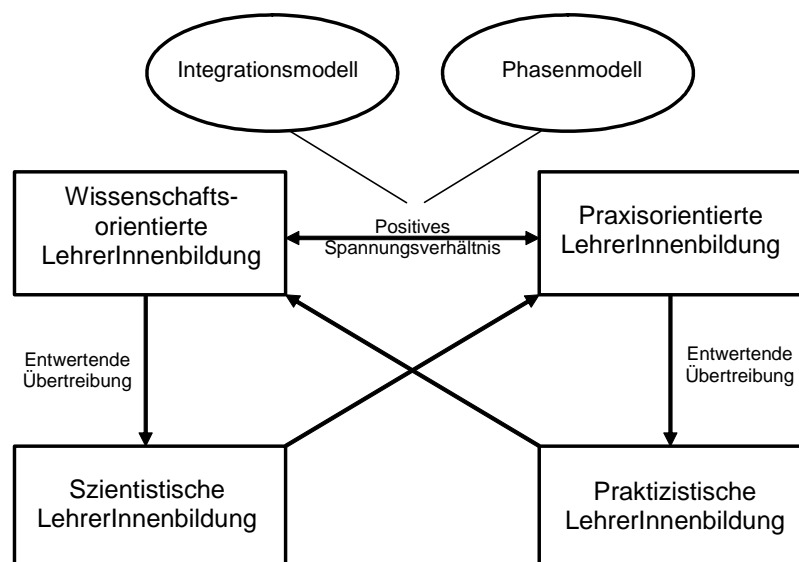 Integrationsmodell
Phasenmodell
Wissenschafts-
orientierte
LehrerInnenbildung
Positives
Spannungsverhältnis
Praxisorientierte
LehrerInnenbildung
Entwertende
Übertreibung
Entwertende
Übertreibung
Szientistische
LehrerInnenbildung
Praktizistische
LehrerInnenbildung